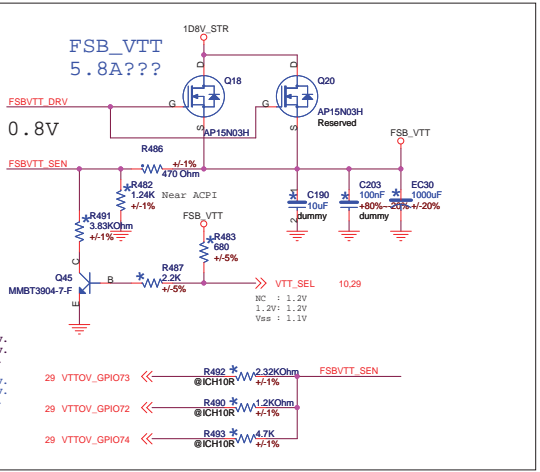 1D8V_STR
FSB_VTT
5.8A???
D
D
Q18
Q20
FSBVTT_DRV
G
G
AP15N03H
S
AP15N03H
Reserved
S
0.8V
FSB_VTT
R486
FSBVTT_SEN
+/-1%
470 Ohm
R482
1.24K
+/-1%
Near ACPI
1
C190
10uF
2
dummy
C203
100nF
+80%--20%
dummy
EC30
1000uF
+/-20%
R491
3.83KOhm
+/-1%
FSB_VTT
R483
680
+/-5%
C
Q45
B
R487
2.2K
+/-5%
MMBT3904-7-F
E
VTT_SEL
10,29
NC : 1.2V
1.2V: 1.2V
Vss : 1.1V
29 VTTOV_GPIO73
R492
2.32KOhm
@ICH10R
+/-1%
FSBVTT_SEN
29 VTTOV_GPIO72
R490
1.2KOhm
@ICH10R
+/-1%
29 VTTOV_GPIO74
R493
4.7K
@ICH10R
+/-1%